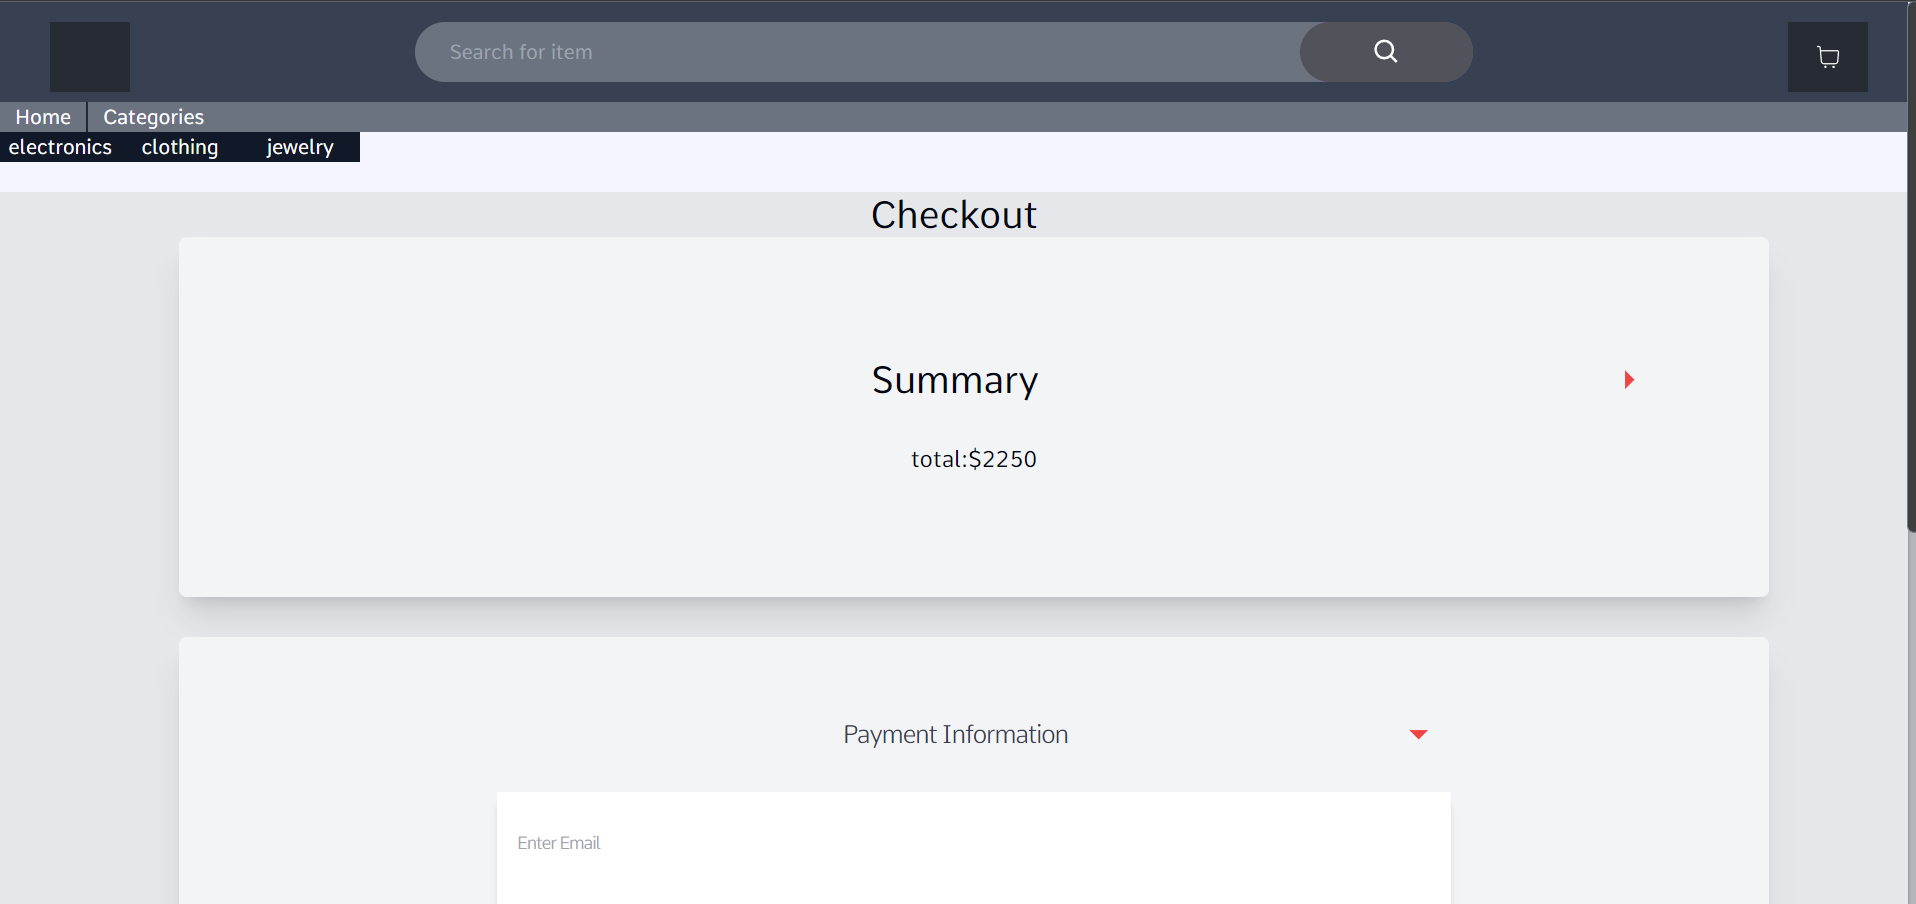 Search for item
Home Categories
electronics clothing jewelry
Checkout
Summary
total:$2250
Payment Information
Enter Email